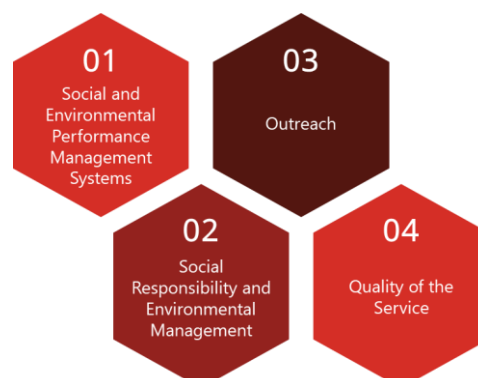 01
Social and
Environmental
Performance
Management
Systems
02
Social
Responsibility and
Environmental
Management
03
Outreach
04
Quality of the
Service